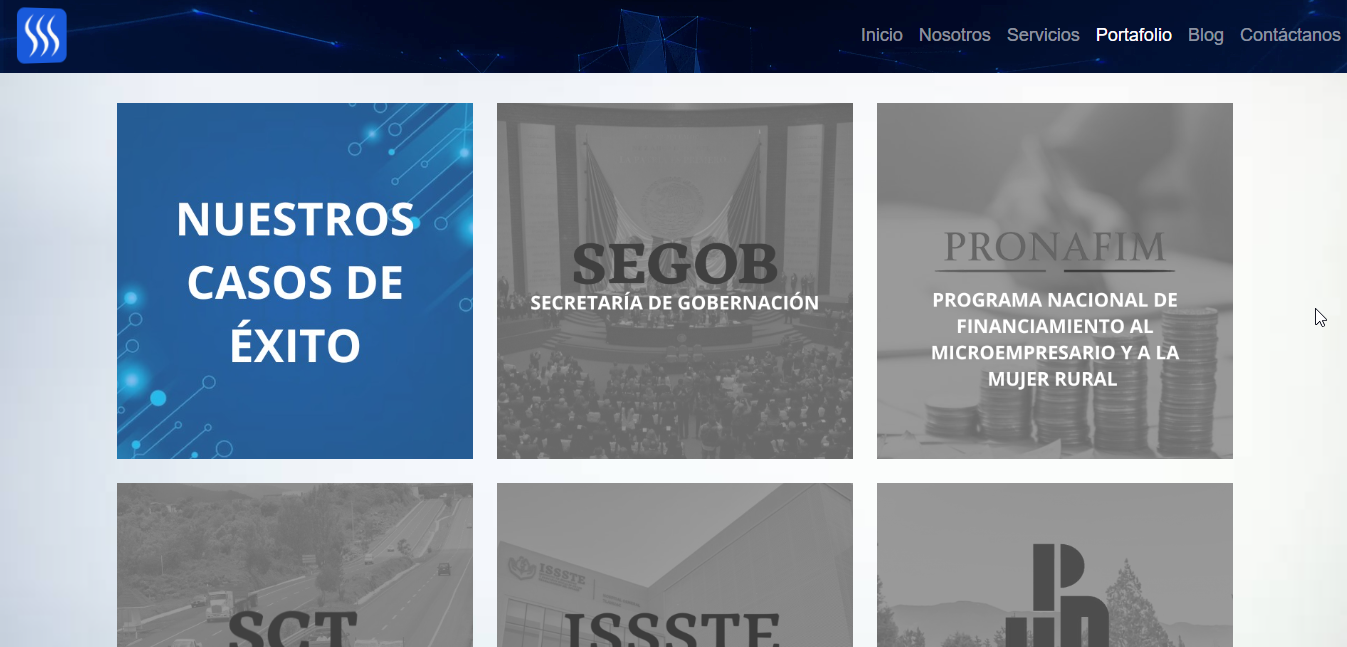 Inicio Nosotros Servicios Portafolio Blog Contáctanos
NUESTROS
CASOS DE
ÉXITO
SEGOB
SECRETARÍA DE GOBERNACIÓN
PRONAFIM
PROGRAMA NACIONAL DE
FINANCIAMIENTO AL
MICROEMPRESARIO Y A LA
MUJER RURAL
SCT
ISSSTE
ISSSTE